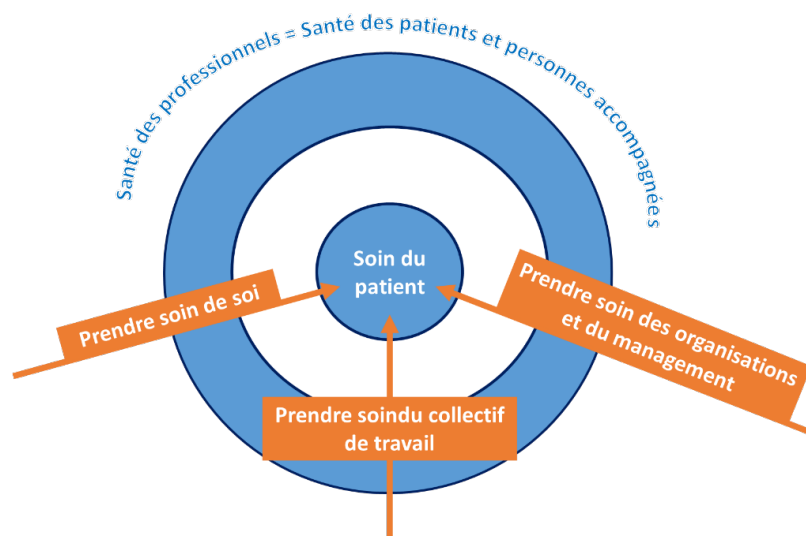 Santé des professionnels = Santé des patients et personnes accompagnée s
Soin du
patient
Prendre soin de soi
Prendre soin des organisations
et du management
Prendre soindu collectif
de travail